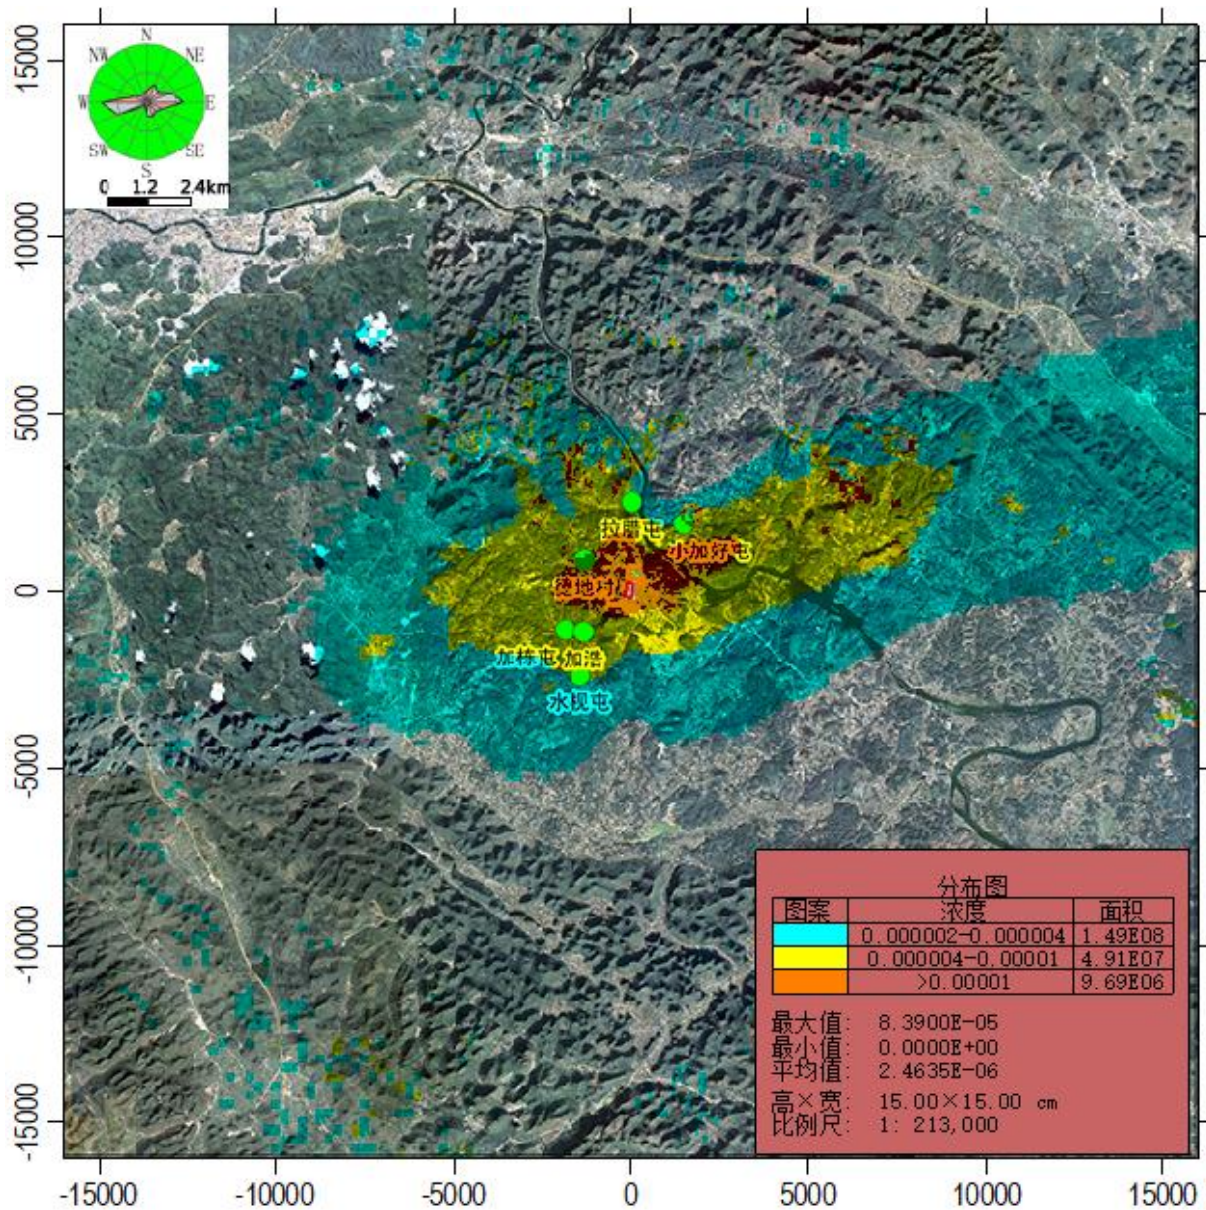 N
NW NE
W E
SW SE
S
0 1.2 2.4km
15000
10000
5000
0
-5000
-10000
-15000
拉腊屯
小加好屯
德地村
加栋屯 加浩
水枧屯
分布图
图案 浓度 面积
0.000002-0.000004 1.49E08
0.000004-0.00001 4.91E07
>0.00001 9.69E06
最大值: 8.3900E-05
最小值: 0.0000E+00
平均值: 2.4635E-06
高×宽: 15.00×15.00 cm
比例尺: 1: 213,000
-15000 -10000 -5000 0 5000 10000 15000